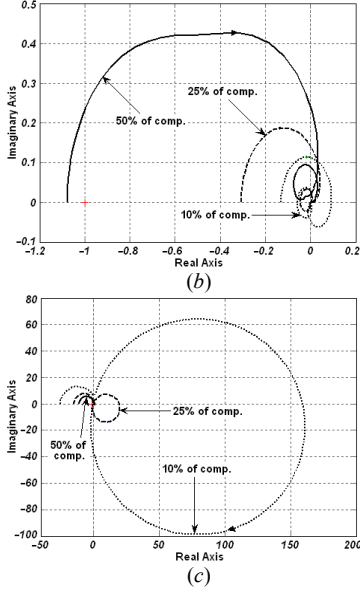 0.5
0.4
0.3
0.2
0.1
0
−0.1
Imaginary Axis
25% of comp.
50% of comp.
10% of comp.
−1.2 −1 −0.8 −0.6 −0.4 −0.2 0 0.2
Real Axis
(b)
80
60
40
20
0
−20
−40
−60
−80
−100
Imaginary Axis
25% of comp.
50% of
comp.
10% of comp.
−50 0 50 100 150 200
Real Axis
(c)